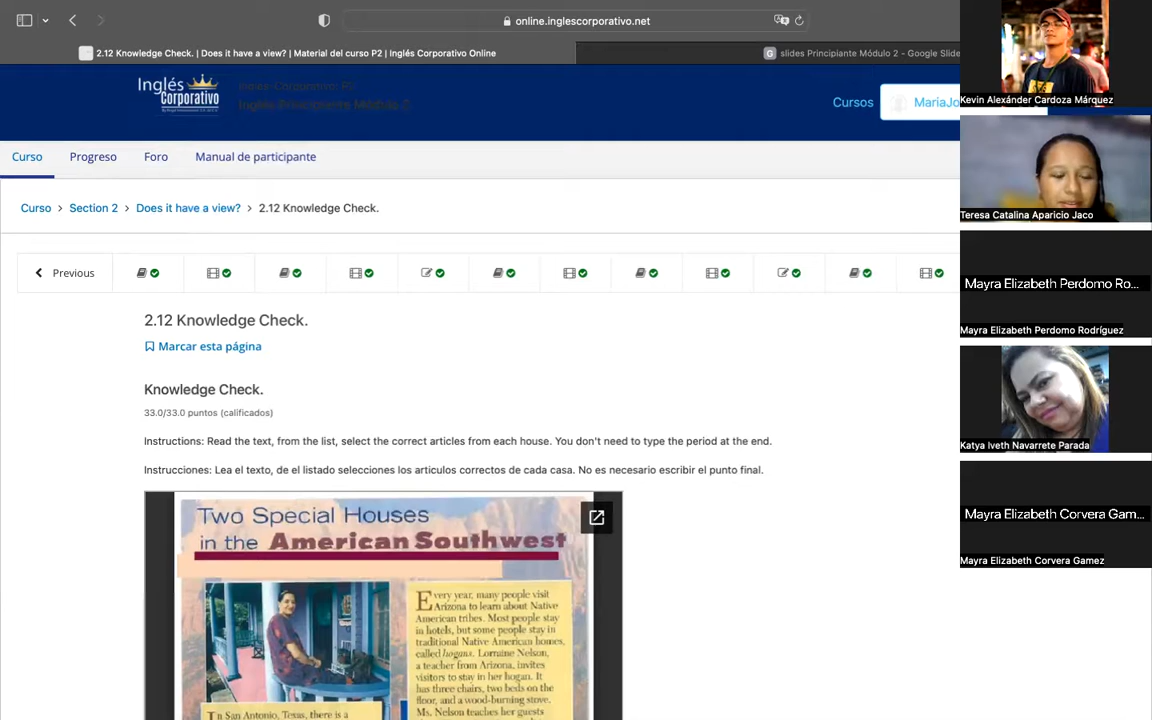 online.inglescorporativo.net
2.12 Knowledge Check. | Does it have a view? | Material del curso P2 | Inglés Corporativo Online
G slides Principiante Módulo 2 - Google Slide
Inglés
Corporativo
Inglés Corporativo: P2
Inglés Principiante Módulo 2
Cursos
MariaJo
Curso
Progreso
Foro
Manual de participante
Curso > Section 2 > Does it have a view? > 2.12 Knowledge Check.
Previous
2.12 Knowledge Check.
Marcar esta página
Knowledge Check.
33.0/33.0 puntos (calificados)
Instructions: Read the text, from the list, select the correct articles from each house. You don't need to type the period at the end.
Instrucciones: Lea el texto, de el listado selecciones los articulos correctos de cada casa. No es necesario escribir el punto final.
Two Special Houses
in the American Southwest
Every year, many people visit
Arizona to learn about Native
American tribes. Most people stay
in hotels, but some people stay in
traditional Native American homes,
called hogans. Lorraine Nelson,
a teacher from Arizona, invites
visitors to stay in her hogan. It
has three chairs, two beds on the
floor, and a wood-burning stove.
Ms. Nelson teaches her guests
In San Antonio, Texas, there is a
Kevin Alexánder Cardoza Márquez
Teresa Catalina Aparicio Jaco
Mayra Elizabeth Perdomo Ro...
Mayra Elizabeth Perdomo Rodríguez
Katya Iveth Navarrete Parada
Mayra Elizabeth Corvera Gam...
Mayra Elizabeth Corvera Gamez